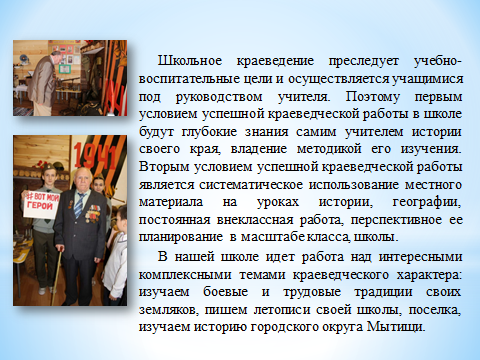 Школьное краеведение преследует учебно-
воспитательные цели и осуществляется учащимися
под руководством учителя. Поэтому первым
условием успешной краеведческой работы в школе
будут глубокие знания самим учителем истории
своего края, владение методикой его изучения.
Вторым условием успешной краеведческой работы
является систематическое использование местного
материала на уроках истории, географии,
постоянная внеклассная работа, перспективное ее
планирование в масштабе класса, школы.
В нашей школе идет работа над интересными
комплексными темами краеведческого характера:
изучаем боевые и трудовые традиции своих
земляков, пишем летописи своей школы, поселка,
изучаем историю городского округа Мытищи.
1941
ВОТ МОЙ
ГЕРОЙ